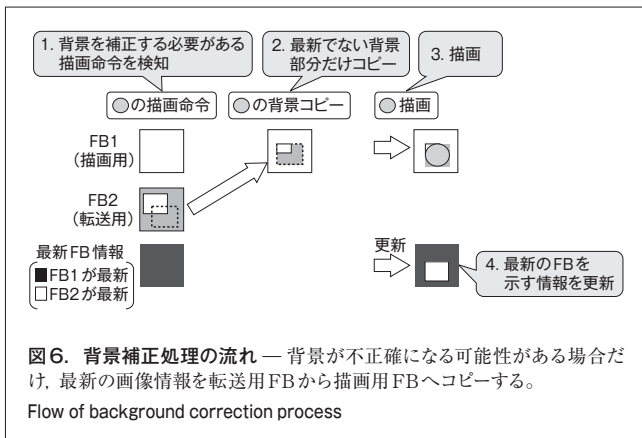 1. 背景を補正する必要がある
描画命令を検知
2. 最新でない背景
部分だけコピー
3. 描画
○の描画命令
○の背景コピー
○描画
FB1
（描画用）
FB2
（転送用）
最新FB情報
■FB1が最新
□FB2が最新
更新
4. 最新のFBを
示す情報を更新
図6. 背景補正処理の流れ — 背景が不正確になる可能性がある場合だ
け，最新の画像情報を転送用FBから描画用FBへコピーする。
Flow of background correction process